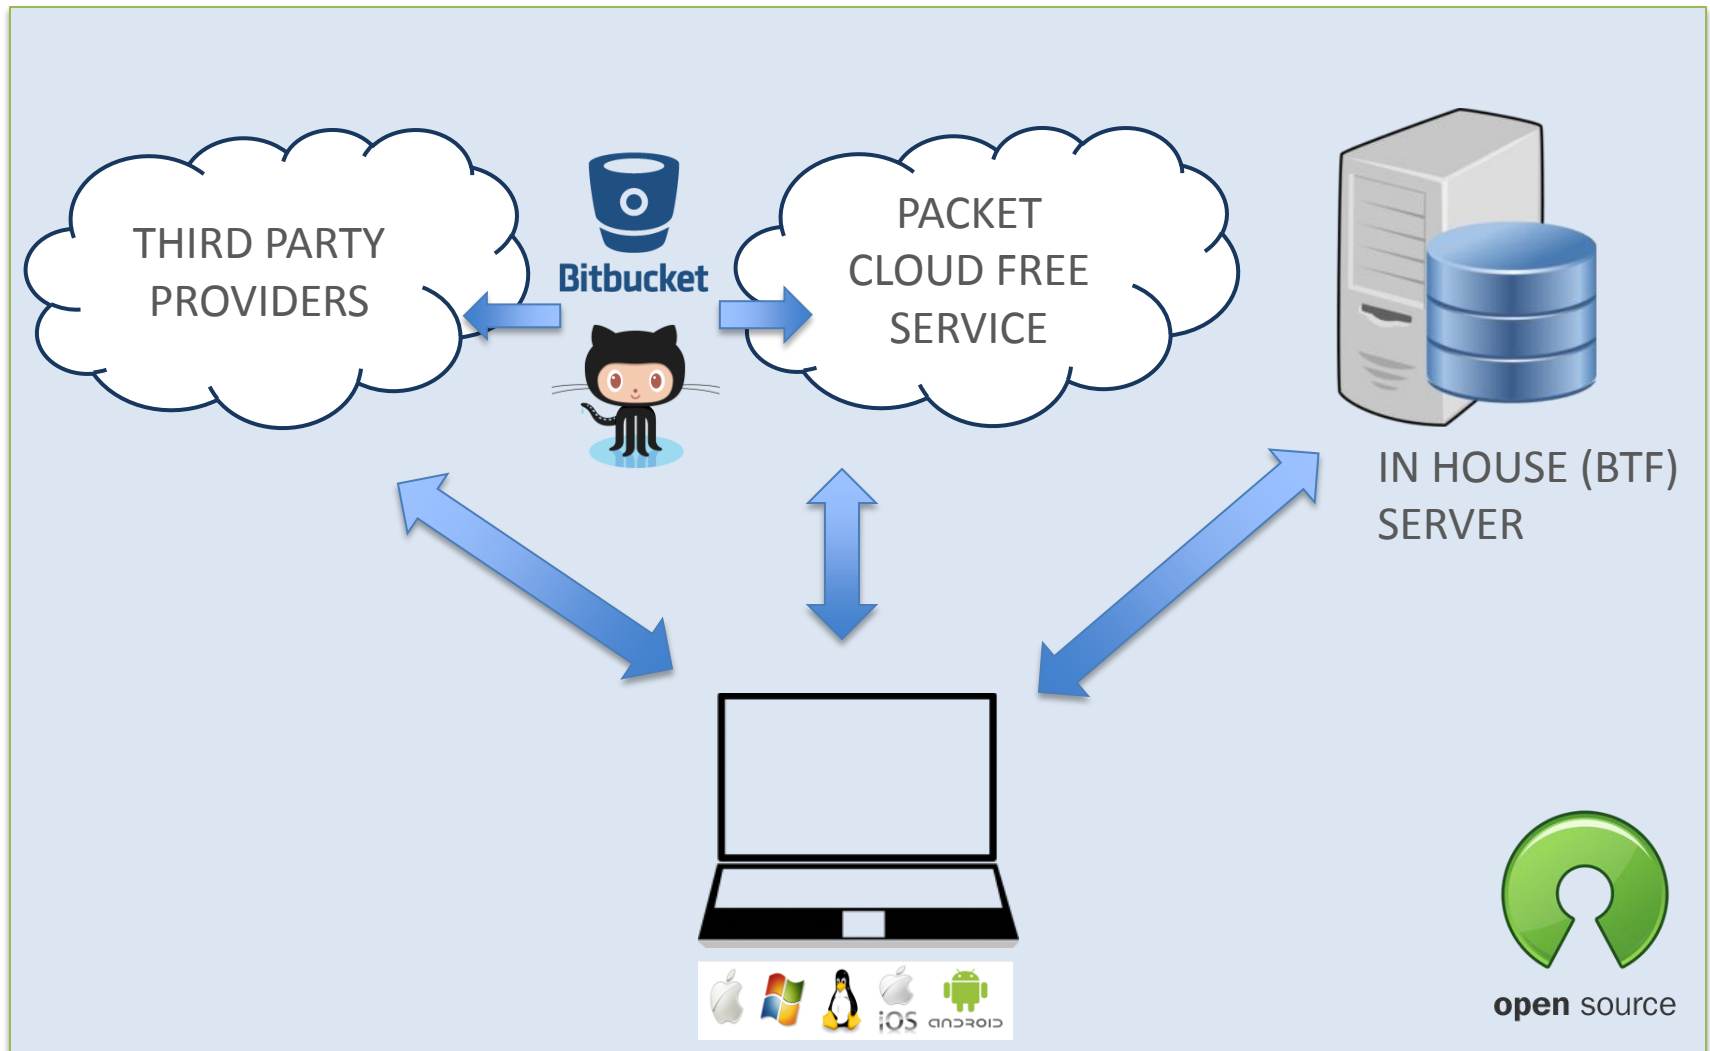 THIRD PARTY
PROVIDERS
Bitbucket
PACKET
CLOUD FREE
SERVICE
IN HOUSE (BTF)
SERVER
iOS
ANDROID
open source